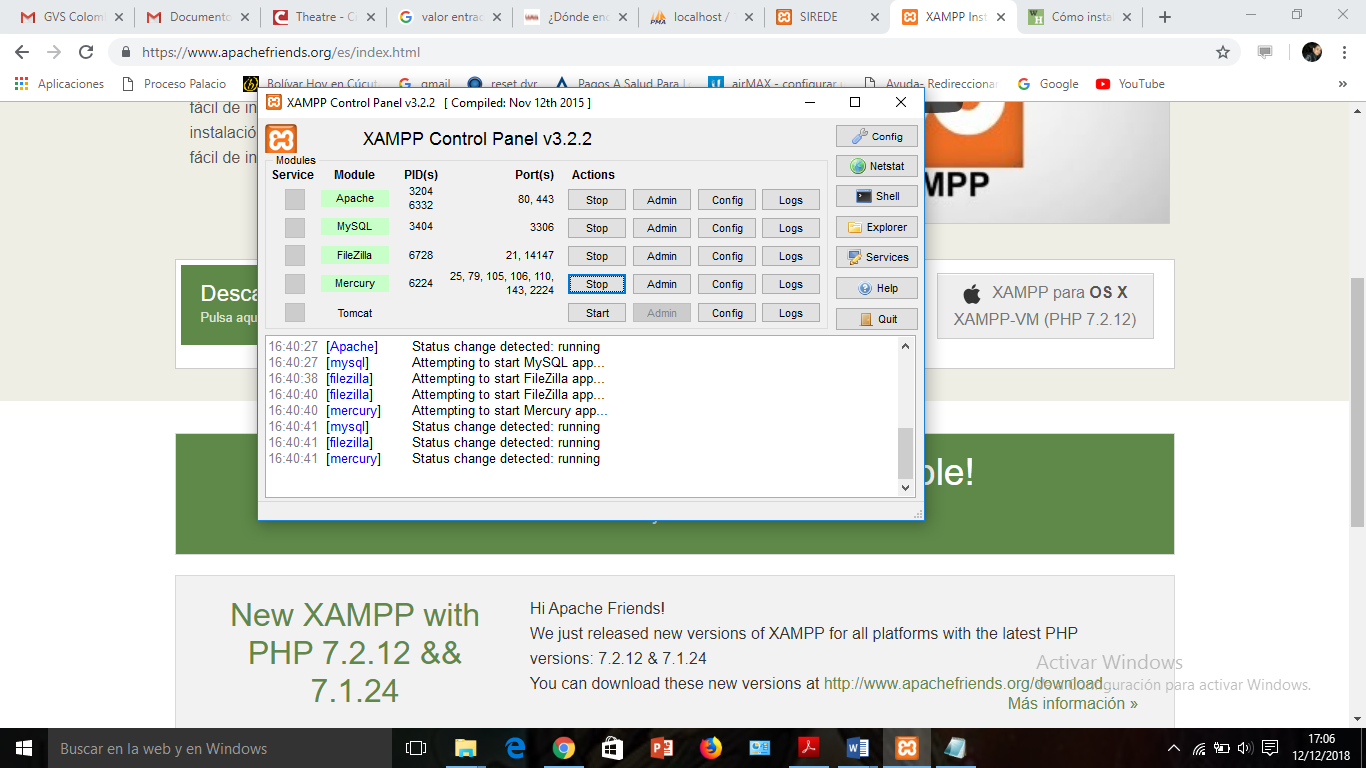 GVS Colom
Documento
Theatre - Ci
valor entrad
¿Dónde enc
localhost /
SIREDE
XAMPP Inst
Cómo insta
https://www.apachefriends.org/es/index.html
Aplicaciones
Proceso Palacio
Bolívar Hoy en Cúcut
gmail
reset dvr
Pagos A Salud Para
airMAX - configurar
Ayuda- Redireccionar
Google
YouTube
XAMPP Control Panel v3.2.2 [ Compiled: Nov 12th 2015 ]
XAMPP Control Panel v3.2.2
Modules
Service Module PID(s) Port(s) Actions
Apache 3204 6332 80, 443 Stop Admin Config Logs
MySQL 3404 3306 Stop Admin Config Logs
FileZilla 6728 21, 14147 Stop Admin Config Logs
Mercury 6224 25, 79, 105, 106, 110, 143, 2224 Stop Admin Config Logs
Tomcat Start Admin Config Logs
Config
Netstat
Shell
Explorer
Services
Help
Quit
16:40:27 [Apache] Status change detected: running
16:40:27 [mysql] Attempting to start MySQL app...
16:40:38 [filezilla] Attempting to start FileZilla app...
16:40:40 [filezilla] Attempting to start FileZilla app...
16:40:40 [mercury] Attempting to start Mercury app...
16:40:41 [mysql] Status change detected: running
16:40:41 [filezilla] Status change detected: running
16:40:41 [mercury] Status change detected: running
fácil de in
instalació
fácil de in
MPP
Desca
Pulsa aqu
XAMPP para OS X
XAMPP-VM (PHP 7.2.12)
ble!
New XAMPP with
PHP 7.2.12 &&
7.1.24
Hi Apache Friends!
We just released new versions of XAMPP for all platforms with the latest PHP
versions: 7.2.12 & 7.1.24
You can download these new versions at http://www.apachefriends.org/download...
Más información »
Activar Windows
Configuración para activar Windows.
Buscar en la web y en Windows
17:06
12/12/2018